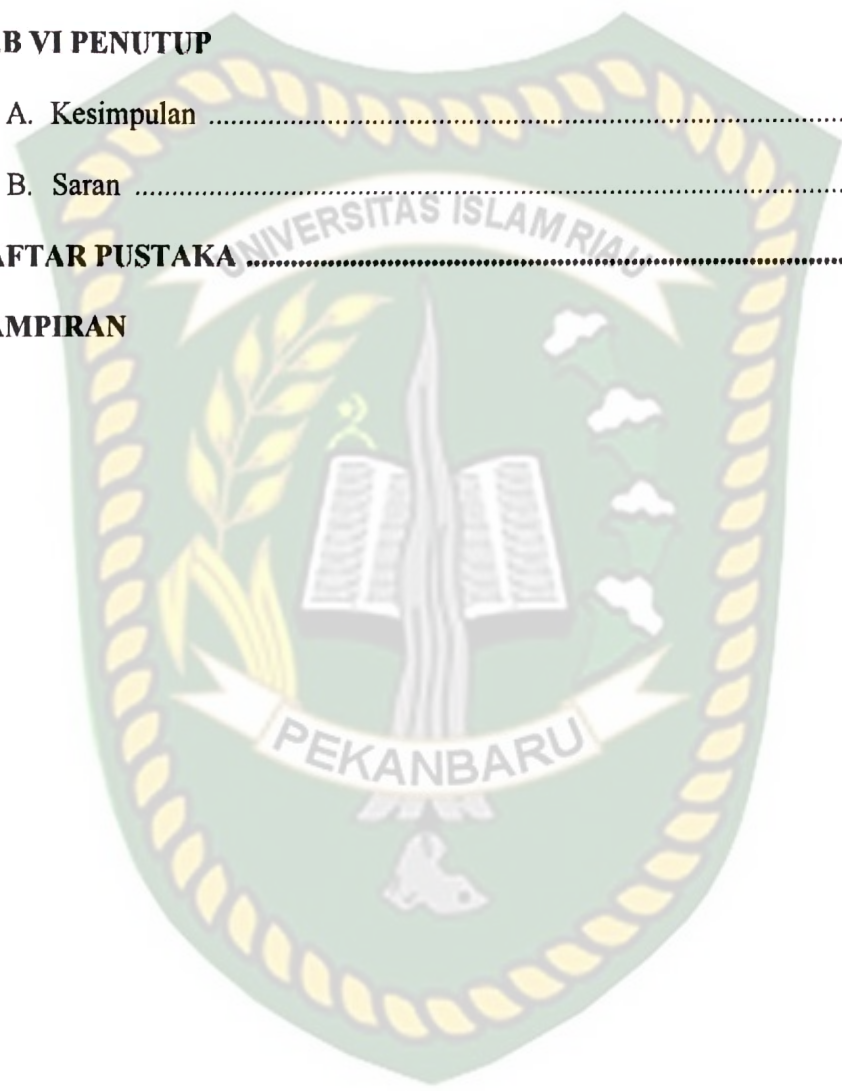 B VI PENUTUP
A. Kesimpulan ................................................................................
B. Saran ................................................................................
AFTAR PUSTAKA ................................................................................
AMPIRAN
UNIVERSITAS ISLAM RIAU
PEKANBARU